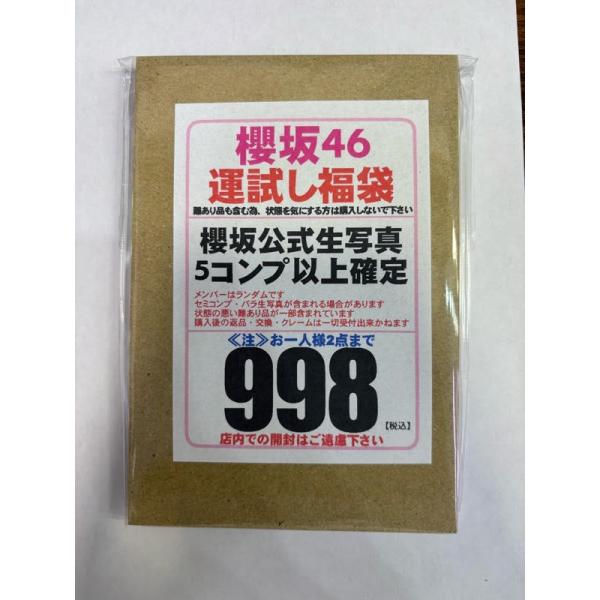 櫻坂46
運試し福袋
難あり品も含む為、状態を気にする方は購入しないで下さい
櫻坂公式生写真
5コンプ以上確定
メンバーはランダムです
セミコンプ・バラ生写真が含まれる場合があります
状態の悪い難あり品が一部含まれています
購入後の返品・交換・クレームは一切受付出来かねます
≪注≫お一人様2点まで
998
【税込】
店内での開封はご遠慮下さい